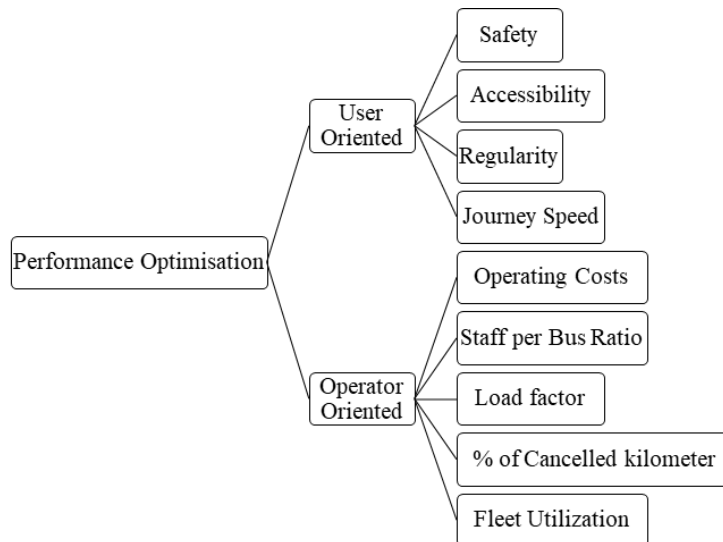 Performance Optimisation
User
Oriented
Safety
Accessibility
Regularity
Journey Speed
Operator
Oriented
Operating Costs
Staff per Bus Ratio
Load factor
% of Cancelled kilometer
Fleet Utilization